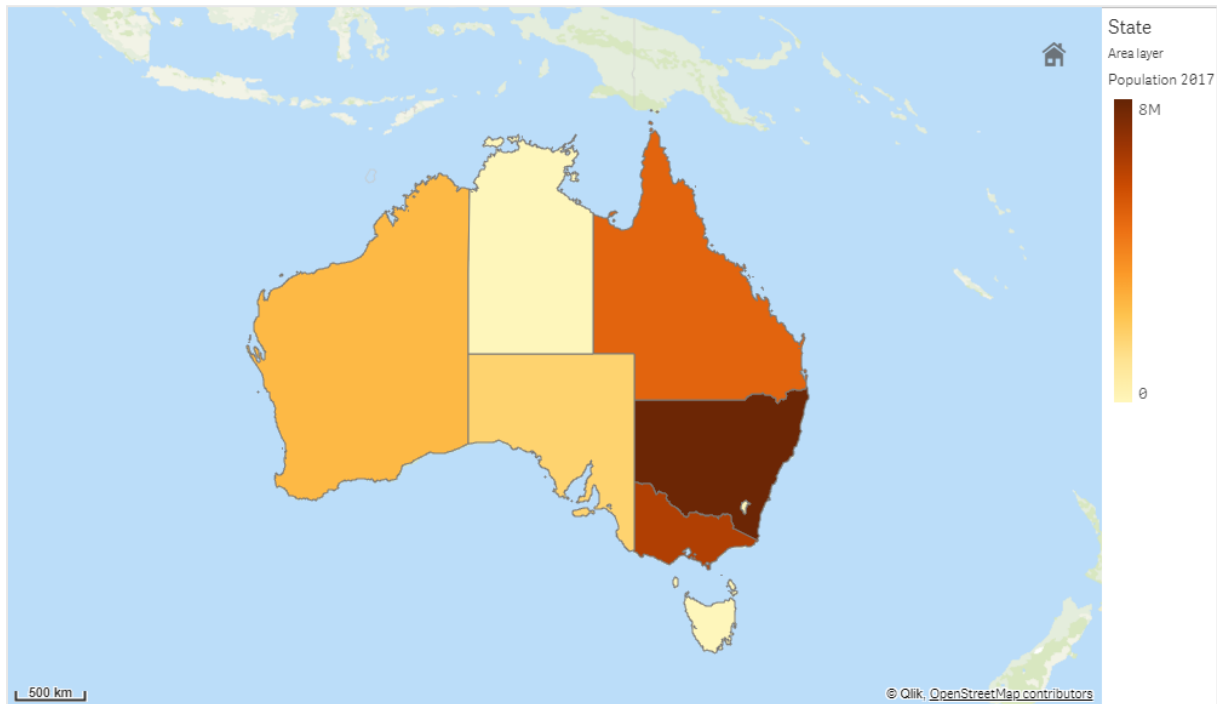 State
Area layer
Population 2017
8M
0
500 km
© Qlik, OpenStreetMap contributors